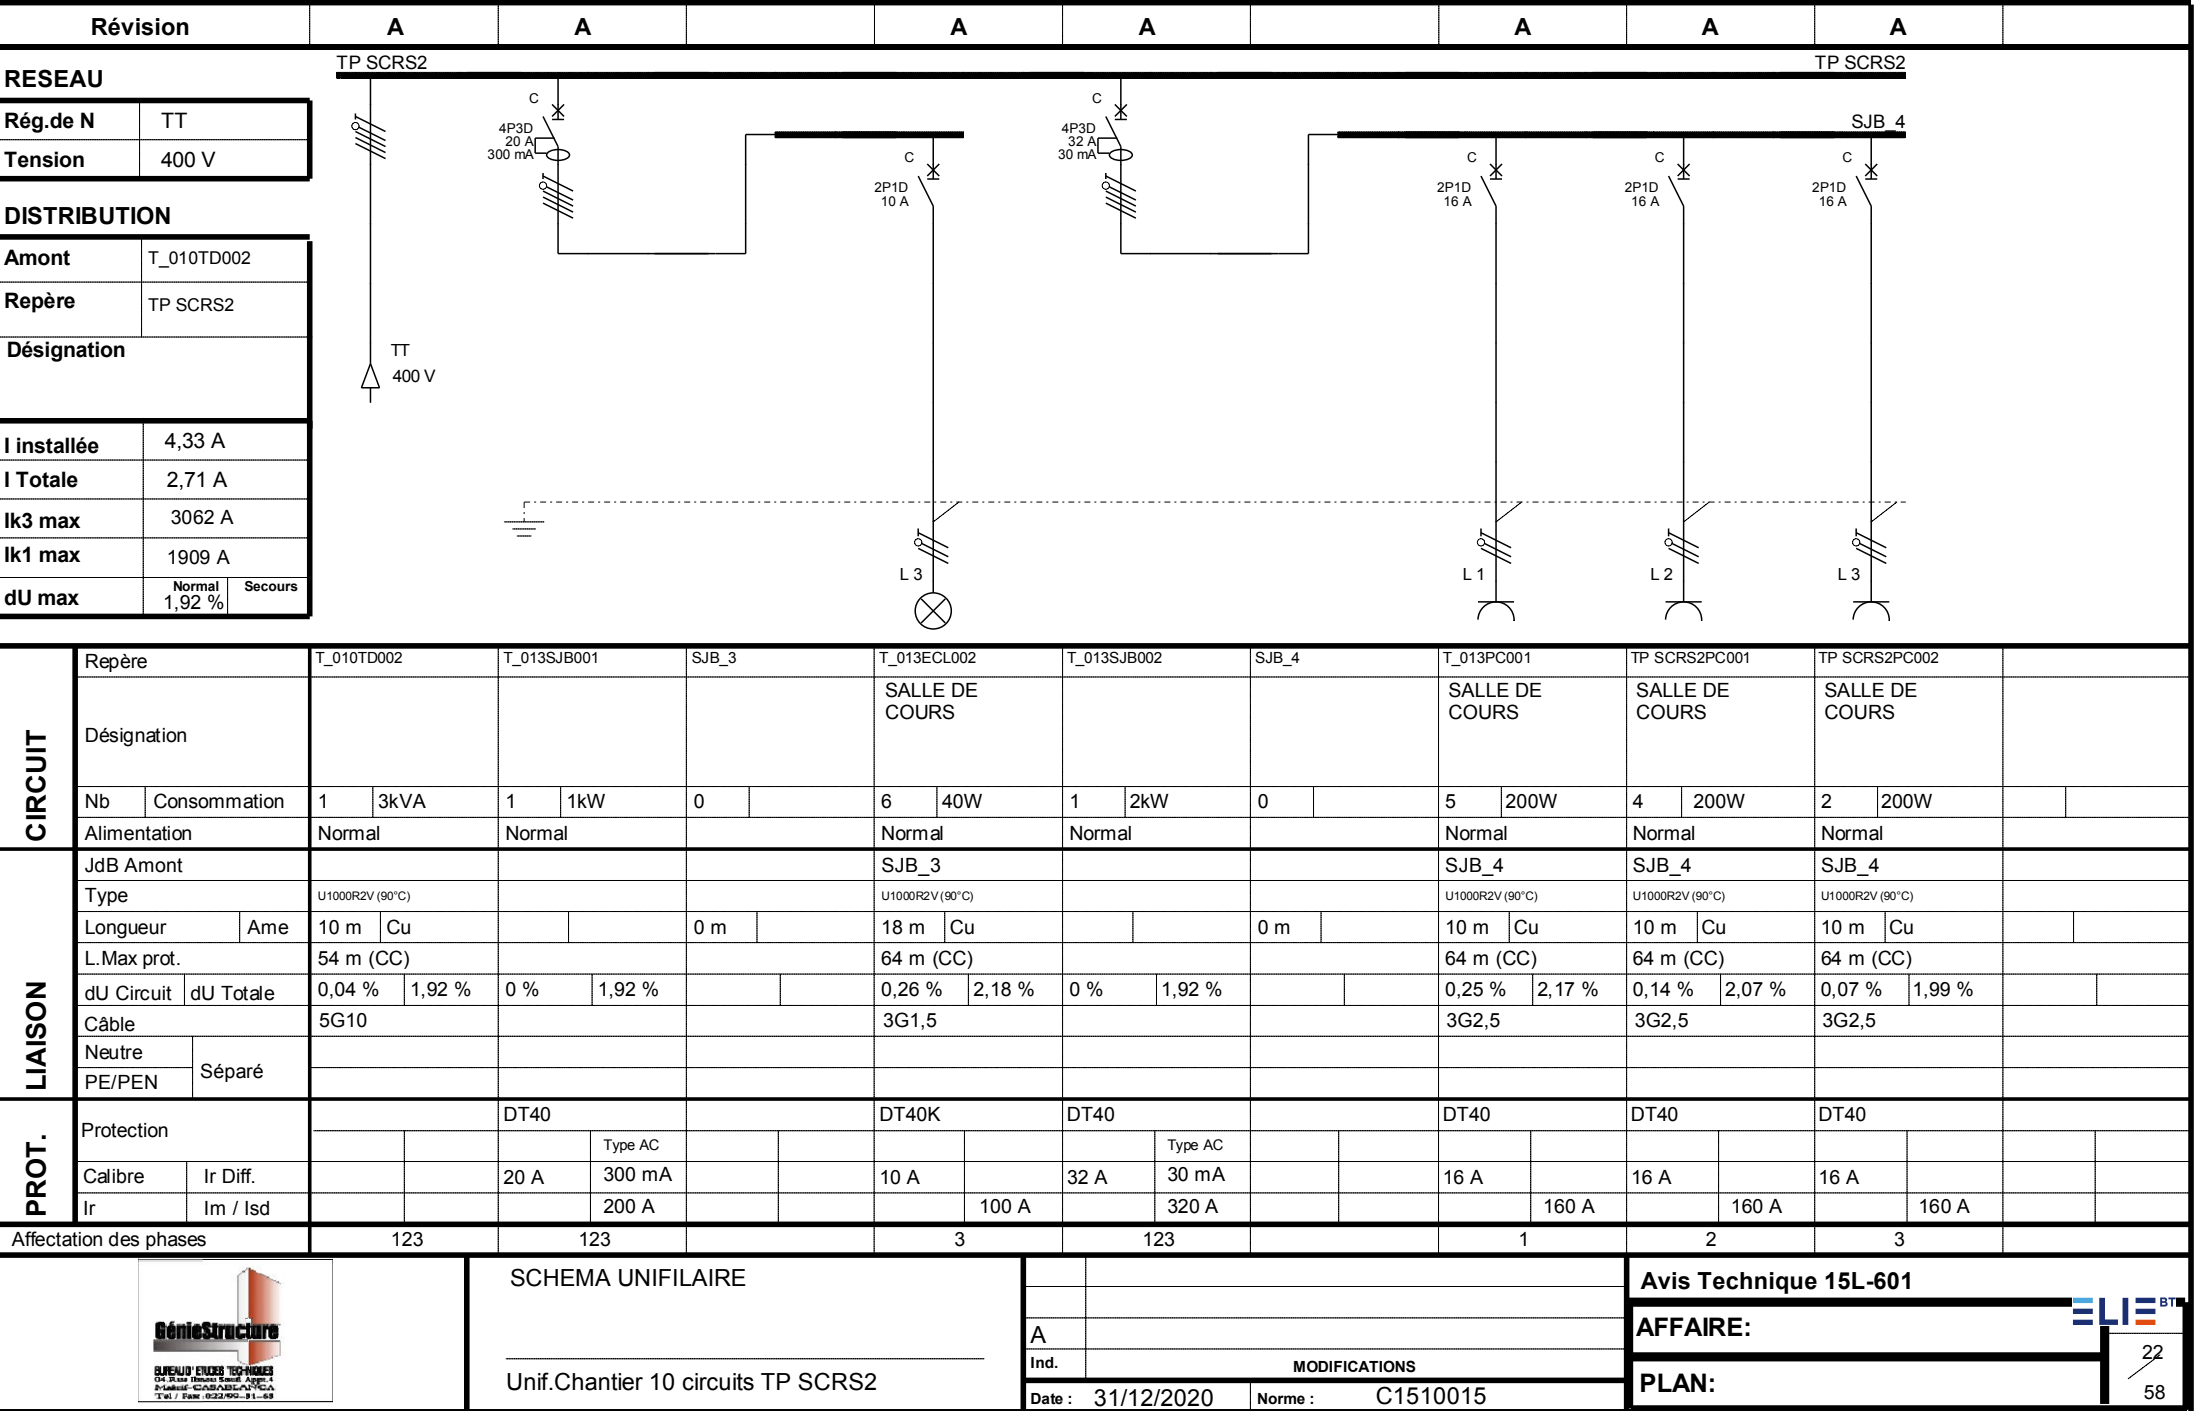 Révision A A A A A A A
TP SCRS2 TP SCRS2
RESEAU
Rég.de N TT
Tension 400 V
DISTRIBUTION
Amont T_010TD002
Repère TP SCRS2
Désignation
I installée 4,33 A
I Totale 2,71 A
Ik3 max 3062 A
Ik1 max 1909 A
dU max Normal 1,92 % Secours
TT
400 V
C
4P3D
20 A
300 mA
C
2P1D
10 A
L 3
C
4P3D
32 A
30 mA
SJB_4
C
2P1D
16 A
L 1
C
2P1D
16 A
L 2
C
2P1D
16 A
L 3
CIRCUIT
Repère T_010TD002 T_013SJB001 SJB_3 T_013ECL002 T_013SJB002 SJB_4 T_013PC001 TP SCRS2PC001 TP SCRS2PC002
Désignation SALLE DE COURS SALLE DE COURS SALLE DE COURS SALLE DE COURS
Nb Consommation 1 3kVA 1 1kW 0 6 40W 1 2kW 0 5 200W 4 200W 2 200W
Alimentation Normal Normal Normal Normal Normal Normal Normal
LIAISON
JdB Amont SJB_3 SJB_4 SJB_4 SJB_4
Type U1000R2V (90°C) U1000R2V (90°C) U1000R2V (90°C) U1000R2V (90°C) U1000R2V (90°C)
Longueur Ame 10 m Cu 0 m 18 m Cu 0 m 10 m Cu 10 m Cu 10 m Cu
L.Max prot. 54 m (CC) 64 m (CC) 64 m (CC) 64 m (CC) 64 m (CC)
dU Circuit dU Totale 0,04 % 1,92 % 0 % 1,92 % 0,26 % 2,18 % 0 % 1,92 % 0,25 % 2,17 % 0,14 % 2,07 % 0,07 % 1,99 %
Câble 5G10 3G1,5 3G2,5 3G2,5 3G2,5
Neutre
Séparé
PE/PEN
PROT.
Protection DT40 DT40K DT40 DT40 DT40 DT40
Type AC Type AC
Calibre Ir Diff. 20 A 300 mA 10 A 32 A 30 mA 16 A 16 A 16 A
Ir Im / Isd 200 A 100 A 320 A 160 A 160 A 160 A
Affectation des phases 123 123 3 123 1 2 3
GénieStructure
BUREAU D' ETUDES TECHNIQUES
SCHEMA UNIFILAIRE
Unif.Chantier 10 circuits TP SCRS2
A
Ind. MODIFICATIONS
Date : 31/12/2020 Norme : C1510015
Avis Technique 15L-601
AFFAIRE:
ELIE BT
PLAN:
22
58